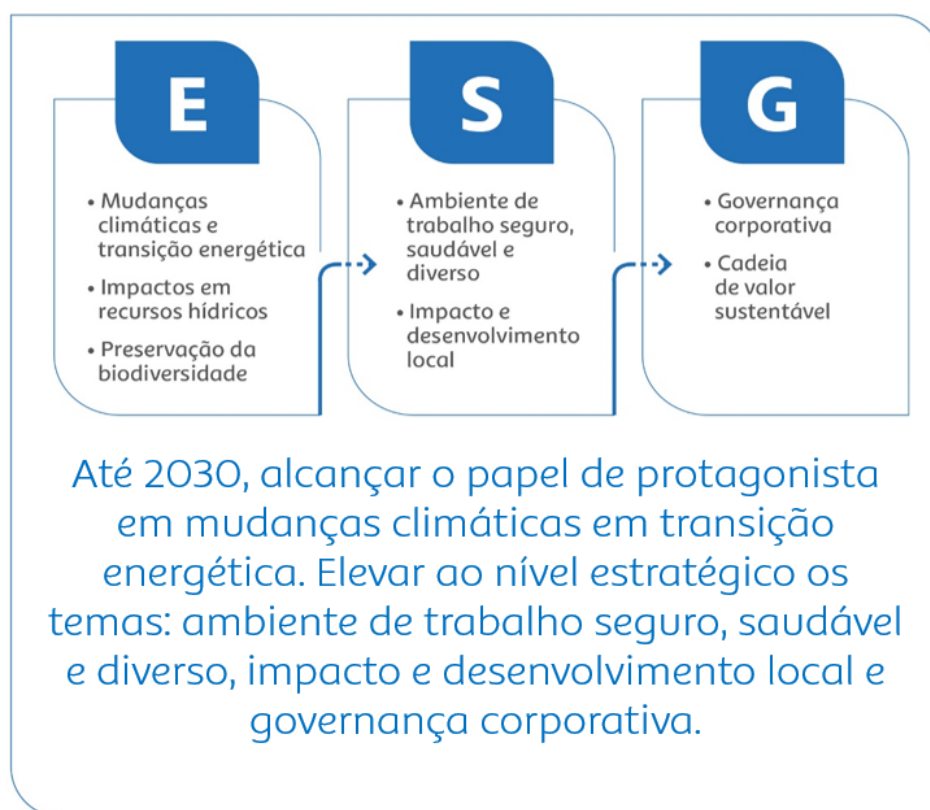 E
• Mudanças
climáticas e
transição energética
• Impactos em
recursos hídricos
• Preservação da
biodiversidade
S
• Ambiente de
trabalho seguro,
saudável e
diverso
• Impacto e
desenvolvimento
local
G
• Governança
corporativa
• Cadeia
de valor
sustentável
Até 2030, alcançar o papel de protagonista
em mudanças climáticas em transição
energética. Elevar ao nível estratégico os
temas: ambiente de trabalho seguro, saudável
e diverso, impacto e desenvolvimento local e
governança corporativa.